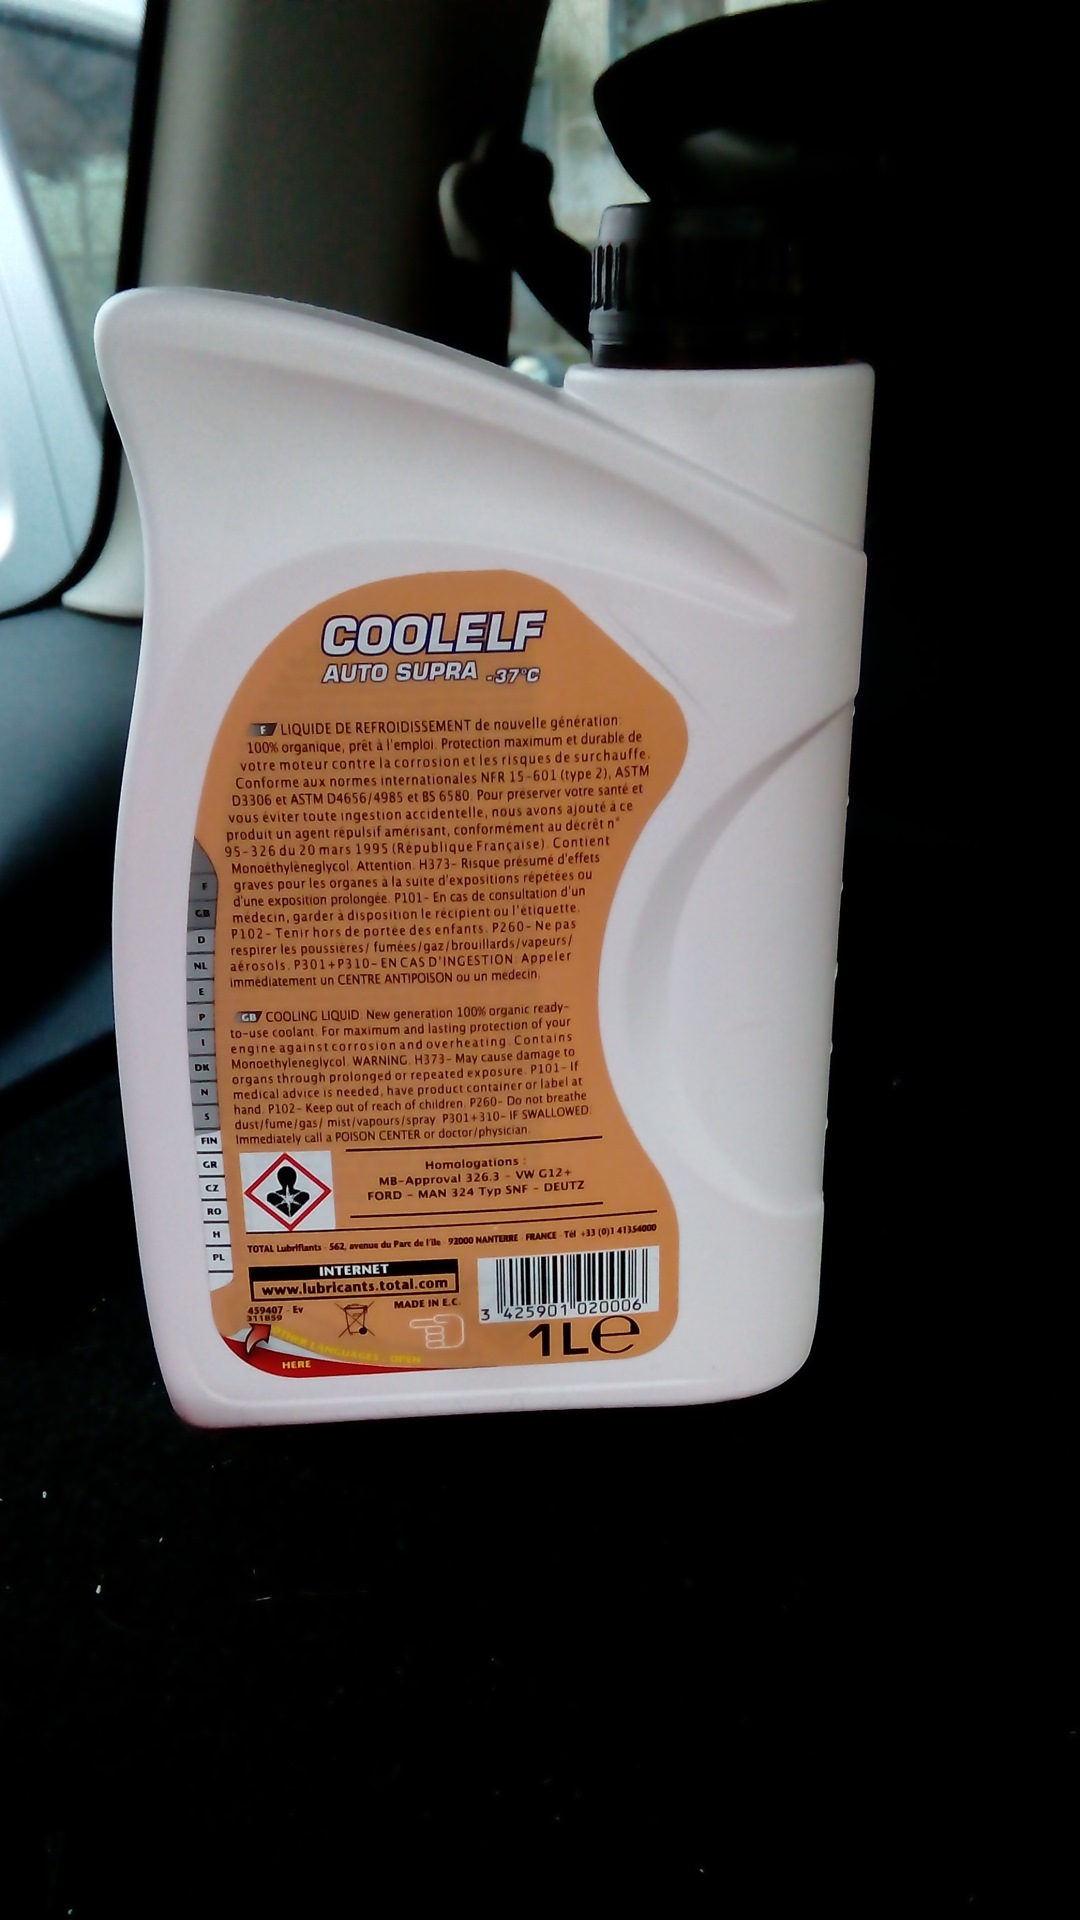 COOLELF
AUTO SUPRA -37°C
F LIQUIDE DE REFROIDISSEMENT de nouvelle génération:
100% organique, prêt à l'emploi. Protection maximum et durable de
votre moteur contre la corrosion et les risques de surchauffe.
Conforme aux normes internationales NFR 15-601 (type 2), ASTM
D3306 et ASTM D4656/4985 et BS 6580. Pour préserver votre santé et
vous éviter toute ingestion accidentelle, nous avons ajouté à ce
produit un agent répulsif amérisant, conformément au décrêt n°
95-326 du 20 mars 1995 (République Française). Contient
Monoéthylèneglycol. Attention. H373- Risque présumé d'effets
graves pour les organes à la suite d'expositions répétées ou
d'une exposition prolongée. P101- En cas de consultation d'un
médecin, garder à disposition le récipient ou l'étiquette.
P102- Tenir hors de portée des enfants. P260- Ne pas
respirer les poussières/ fumées/gaz/brouillards/vapeurs/
aérosols. P301+P310- EN CAS D'INGESTION: Appeler
immédiatement un CENTRE ANTIPOISON ou un médecin.
GB COOLING LIQUID: New generation 100% organic ready-
to-use coolant. For maximum and lasting protection of your
engine against corrosion and overheating. Contains
Monoethyleneglycol. WARNING. H373- May cause damage to
organs through prolonged or repeated exposure. P101- If
medical advice is needed, have product container or label at
hand. P102- Keep out of reach of children. P260- Do not breathe
dust/fume/gas/ mist/vapours/spray. P301+310- IF SWALLOWED:
Immediately call a POISON CENTER or doctor/physician.
F
GB
D
NL
E
P
I
DK
N
S
FIN
GR
CZ
RO
H
PL
Homologations :
MB-Approval 326.3 - VW G12+
FORD - MAN 324 Typ SNF - DEUTZ
TOTAL Lubrifiants - 562, avenue du Parc de l'île - 92000 NANTERRE - FRANCE - Tél +33 (0)1 41354000
INTERNET
www.lubricants.total.com
459407 - Ev
311859
MADE IN E.C.
3 425901 020006
1L e
OTHER LANGUAGES OPEN
HERE